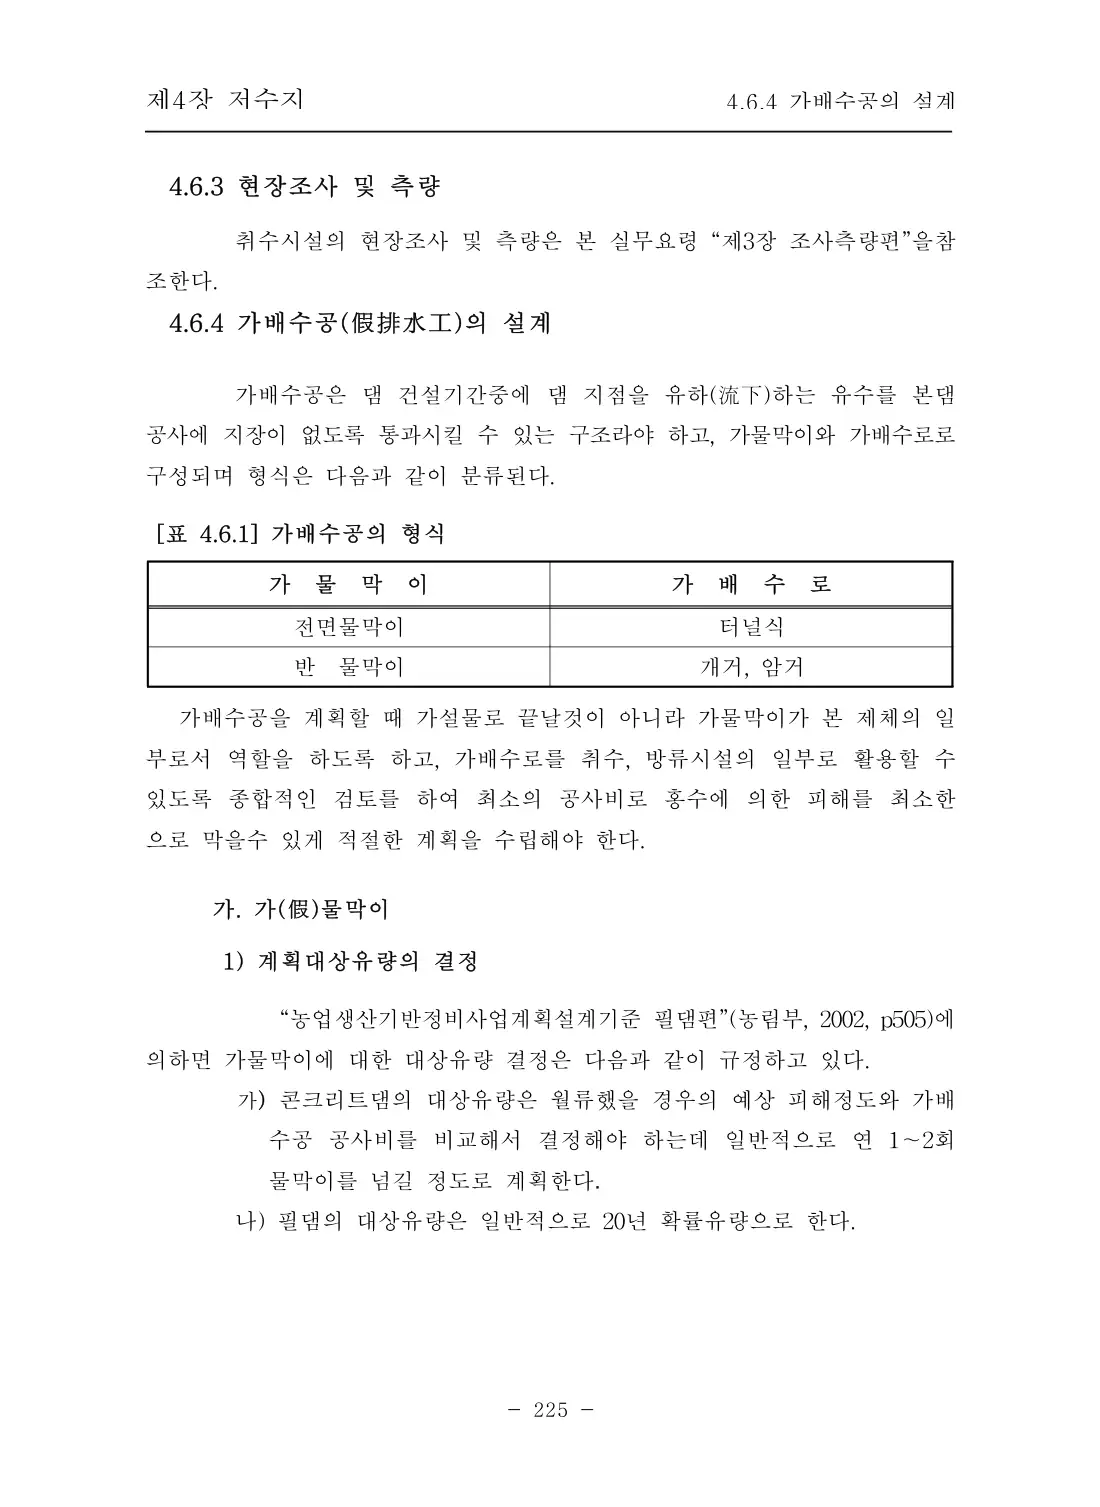 제4장 저수지
4.6.4 가배수공의 설계
4.6.3 현장조사 및 측량
취수시설의 현장조사 및 측량은 본 실무요령 “제3장 조사측량편”을참
조한다.
4.6.4 가배수공(假排水工)의 설계
가배수공은 댐 건설기간중에 댐 지점을 유하(流下)하는 유수를 본댐
공사에 지장이 없도록 통과시킬 수 있는 구조라야 하고, 가물막이와 가배수로로
구성되며 형식은 다음과 같이 분류된다.
[표 4.6.1] 가배수공의 형식
가 물 막 이 가 배 수 로
전면물막이 터널식
반 물막이 개거, 암거
가배수공을 계획할 때 가설물로 끝날것이 아니라 가물막이가 본 제체의 일
부로서 역할을 하도록 하고, 가배수로를 취수, 방류시설의 일부로 활용할 수
있도록 종합적인 검토를 하여 최소의 공사비로 홍수에 의한 피해를 최소한
으로 막을수 있게 적절한 계획을 수립해야 한다.
가. 가(假)물막이
1) 계획대상유량의 결정
“농업생산기반정비사업계획설계기준 필댐편”(농림부, 2002, p505)에
의하면 가물막이에 대한 대상유량 결정은 다음과 같이 규정하고 있다.
가) 콘크리트댐의 대상유량은 월류했을 경우의 예상 피해정도와 가배
수공 공사비를 비교해서 결정해야 하는데 일반적으로 연 1~2회
물막이를 넘길 정도로 계획한다.
나) 필댐의 대상유량은 일반적으로 20년 확률유량으로 한다.
- 225 -